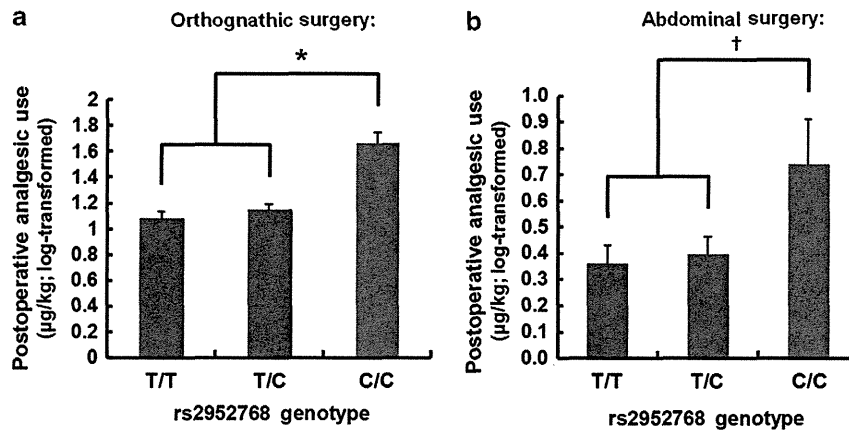 a
Orthognathic surgery:
*
Postoperative analgesic use
(µg/kg; log-transformed)
2
1.8
1.6
1.4
1.2
1
0.8
0.6
0.4
0.2
0
T/T T/C C/C
rs2952768 genotype
b
Abdominal surgery:
†
Postoperative analgesic use
(µg/kg; log-transformed)
1.0
0.9
0.8
0.7
0.6
0.5
0.4
0.3
0.2
0.1
0.0
T/T T/C C/C
rs2952768 genotype